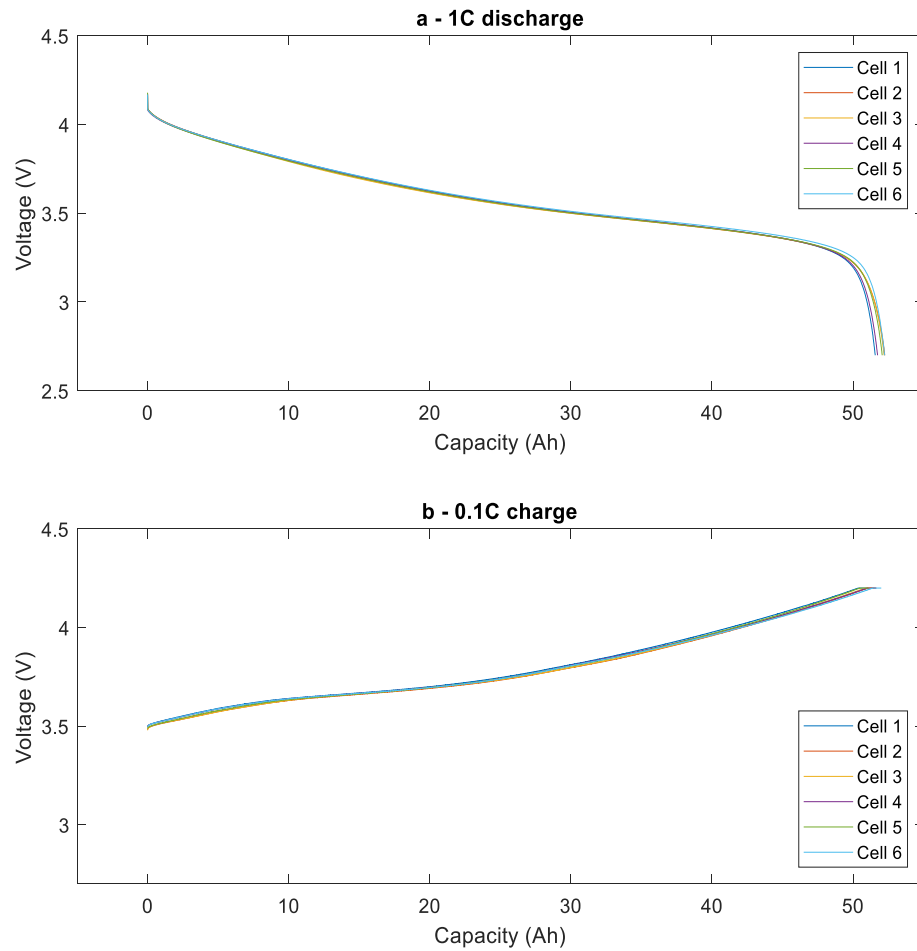 a - 1C discharge
4.5
4
3.5
3
2.5
Voltage (V)
Cell 1
Cell 2
Cell 3
Cell 4
Cell 5
Cell 6
0 10 20 30 40 50
Capacity (Ah)
b - 0.1C charge
4.5
4
3.5
3
Voltage (V)
Cell 1
Cell 2
Cell 3
Cell 4
Cell 5
Cell 6
0 10 20 30 40 50
Capacity (Ah)